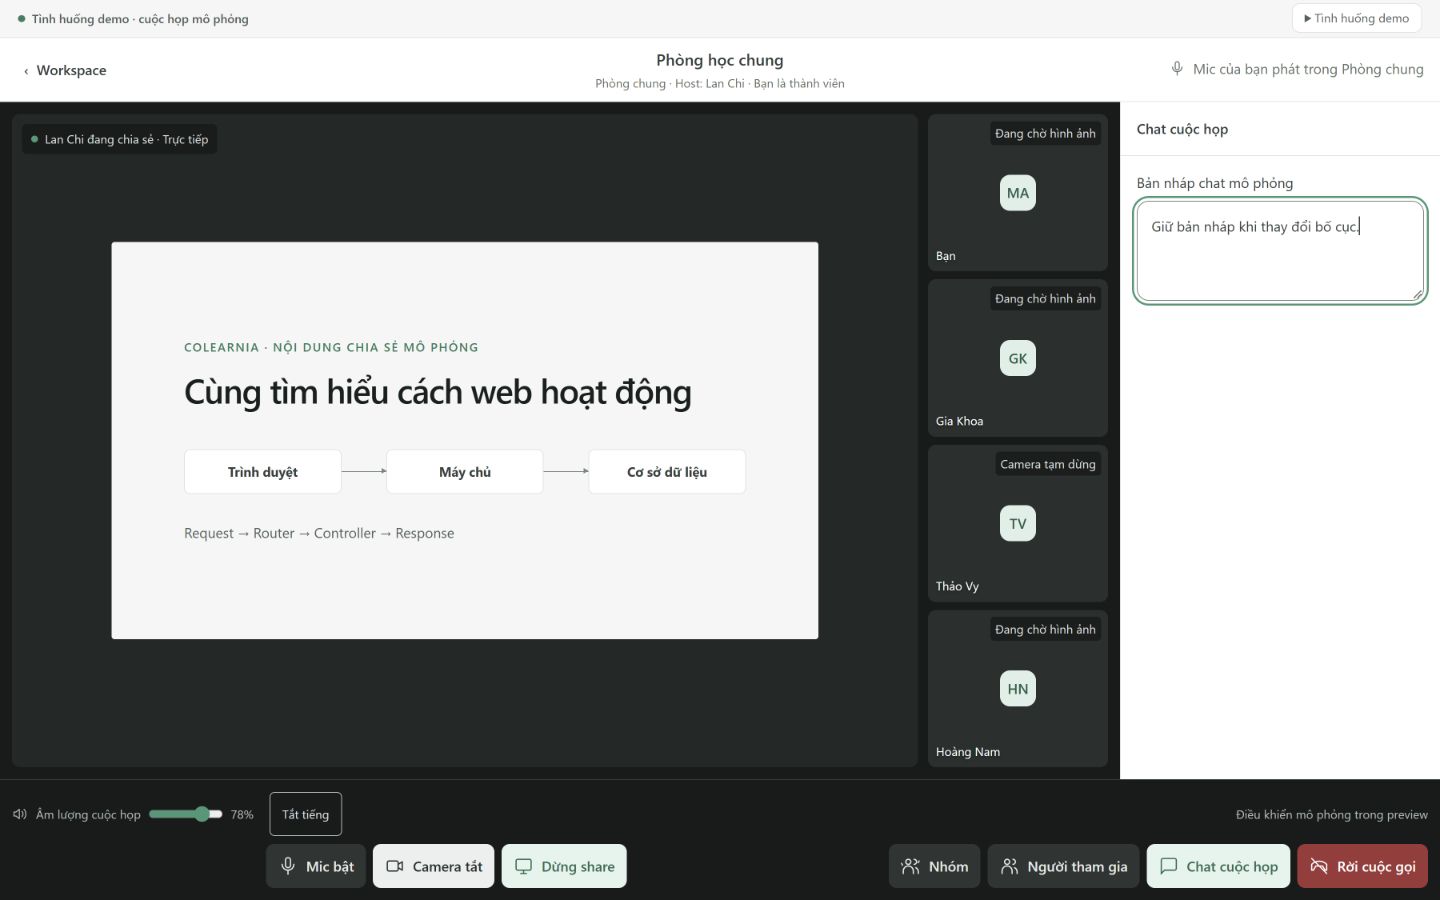 Tình huống demo · cuộc họp mô phỏng
Tình huống demo
Workspace
Phòng học chung
Phòng chung · Host: Lan Chi · Bạn là thành viên
Mic của bạn phát trong Phòng chung
Lan Chi đang chia sẻ · Trực tiếp
COLEARNIA · NỘI DUNG CHIA SẺ MÔ PHỎNG
Cùng tìm hiểu cách web hoạt động
Trình duyệt
Máy chủ
Cơ sở dữ liệu
Request → Router → Controller → Response
Đang chờ hình ảnh
MA
Bạn
Đang chờ hình ảnh
GK
Gia Khoa
Camera tạm dừng
TV
Thảo Vy
Đang chờ hình ảnh
HN
Hoàng Nam
Chat cuộc họp
Bản nháp chat mô phỏng
Giữ bản nháp khi thay đổi bố cục.
Âm lượng cuộc họp
78%
Tắt tiếng
Điều khiển mô phỏng trong preview
Mic bật
Camera tắt
Dừng share
Nhóm
Người tham gia
Chat cuộc họp
Rời cuộc gọi